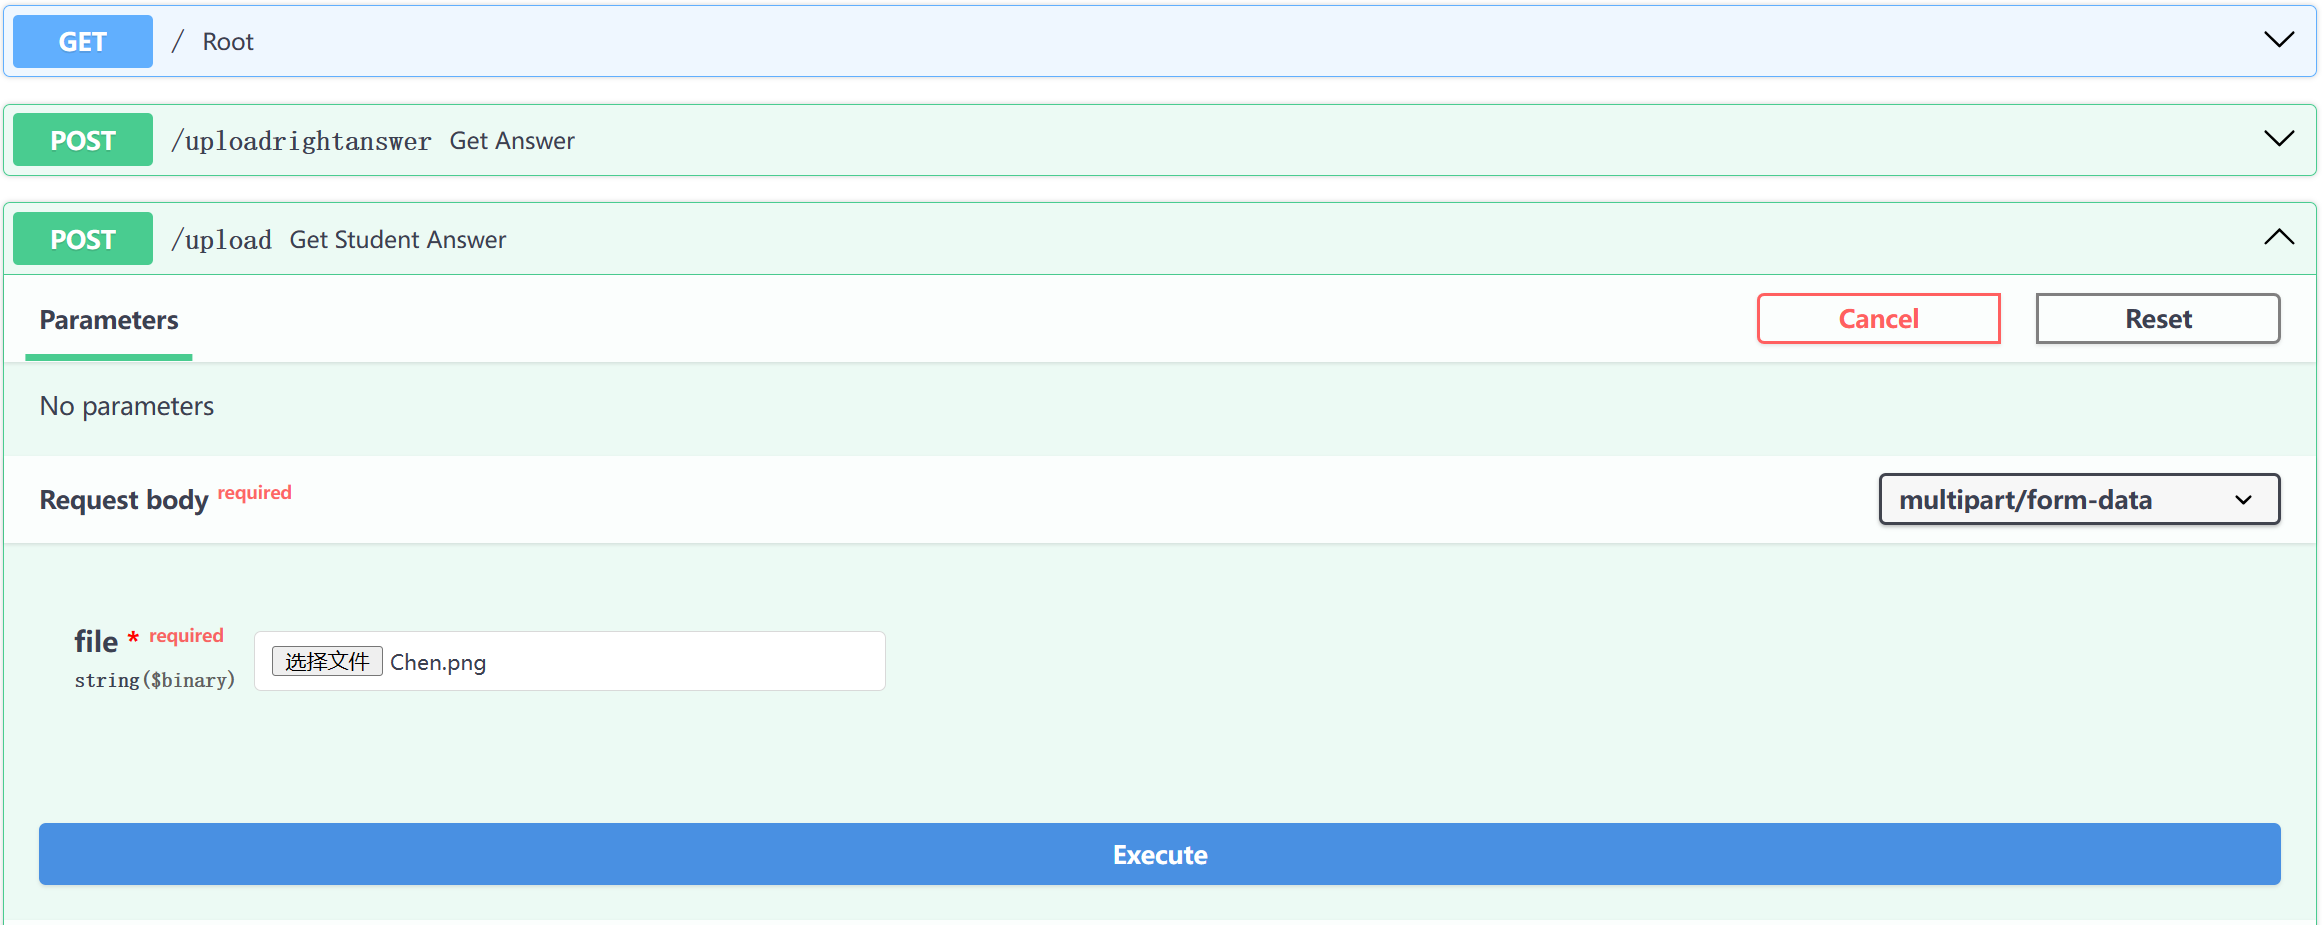 GET / Root
POST /uploadrightanswer Get Answer
POST /upload Get Student Answer
Parameters Cancel Reset
No parameters
Request body required multipart/form-data
file * required
选择文件 Chen.png
string($binary)
Execute